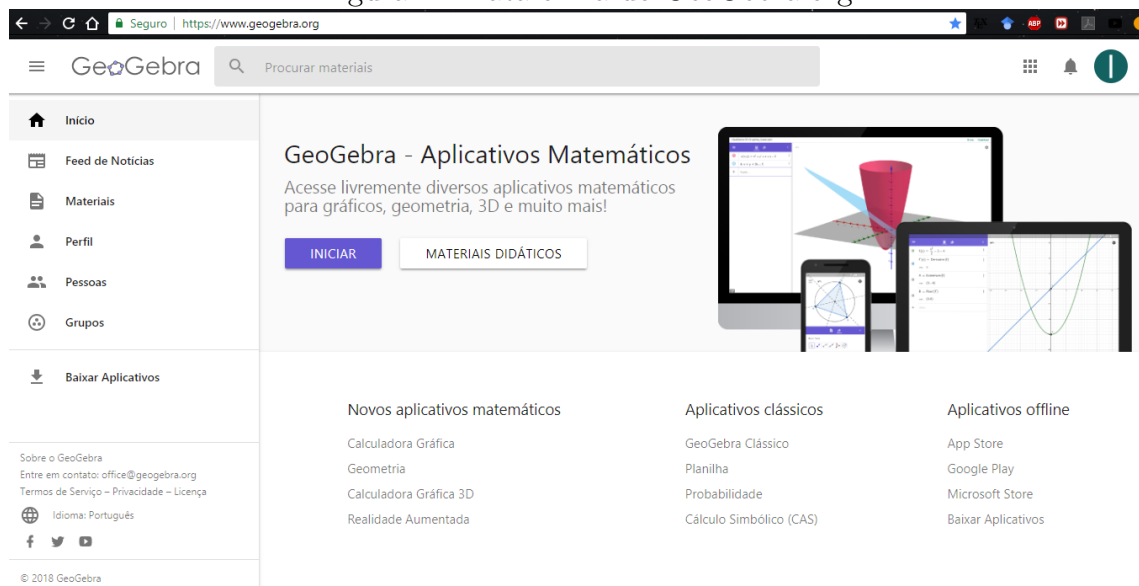 Seguro | https://www.geogebra.org
ABP
GeoGebra
Procurar materiais
Início
Feed de Notícias
Materiais
Perfil
Pessoas
Grupos
Baixar Aplicativos
Sobre o GeoGebra
Entre em contato: office@geogebra.org
Termos de Serviço – Privacidade – Licença
Idioma: Português
© 2018 GeoGebra
GeoGebra - Aplicativos Matemáticos
Acesse livremente diversos aplicativos matemáticos
para gráficos, geometria, 3D e muito mais!
INICIAR
MATERIAIS DIDÁTICOS
Novos aplicativos matemáticos
Calculadora Gráfica
Geometria
Calculadora Gráfica 3D
Realidade Aumentada
Aplicativos clássicos
GeoGebra Clássico
Planilha
Probabilidade
Cálculo Simbólico (CAS)
Aplicativos offline
App Store
Google Play
Microsoft Store
Baixar Aplicativos